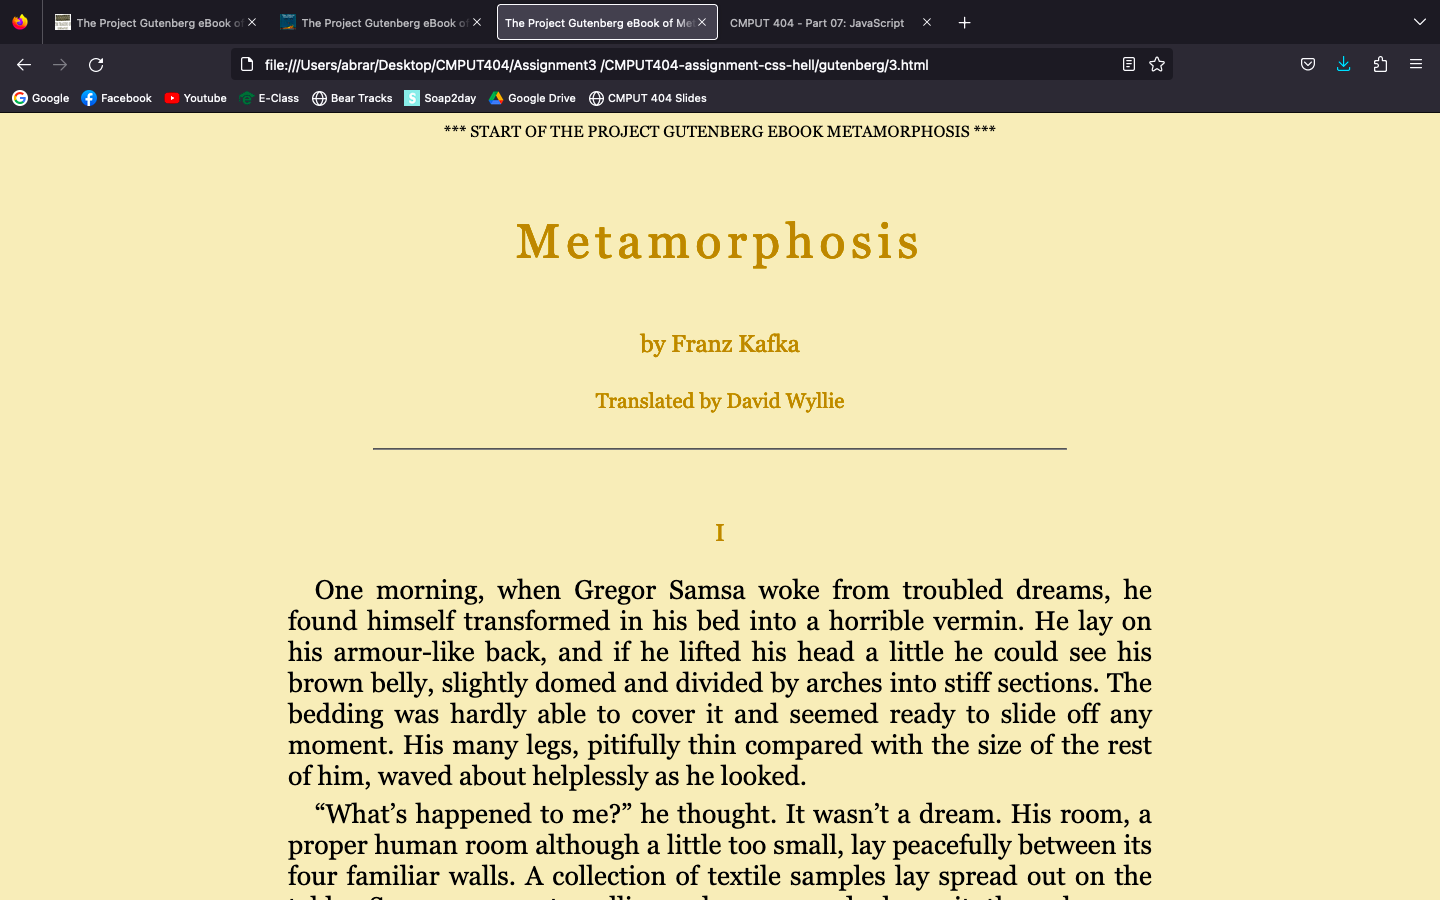 The Project Gutenberg eBook of
The Project Gutenberg eBook of
The Project Gutenberg eBook of Met
CMPUT 404 - Part 07: JavaScript
file:///Users/abrar/Desktop/CMPUT404/Assignment3 /CMPUT404-assignment-css-hell/gutenberg/3.html
Google Facebook Youtube E-Class Bear Tracks Soap2day Google Drive CMPUT 404 Slides
*** START OF THE PROJECT GUTENBERG EBOOK METAMORPHOSIS ***
Metamorphosis
by Franz Kafka
Translated by David Wyllie
I
One morning, when Gregor Samsa woke from troubled dreams, he
found himself transformed in his bed into a horrible vermin. He lay on
his armour-like back, and if he lifted his head a little he could see his
brown belly, slightly domed and divided by arches into stiff sections. The
bedding was hardly able to cover it and seemed ready to slide off any
moment. His many legs, pitifully thin compared with the size of the rest
of him, waved about helplessly as he looked.
“What’s happened to me?” he thought. It wasn’t a dream. His room, a
proper human room although a little too small, lay peacefully between its
four familiar walls. A collection of textile samples lay spread out on the